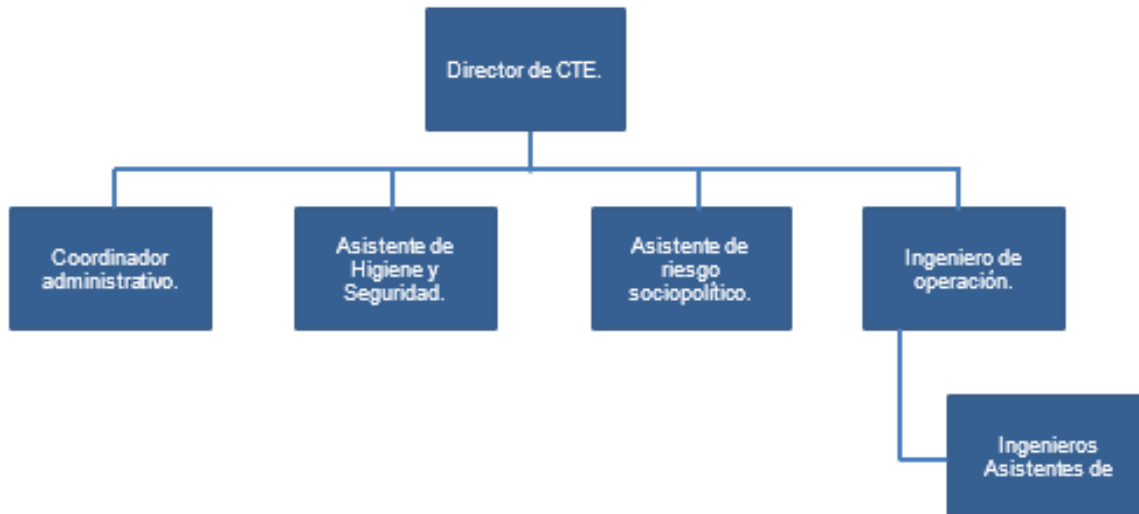 Director de CTE.
Coordinador
administrativo.
Asistente de
Higiene y
Seguridad.
Asistente de
riesgo
sociopolítico.
Ingeniero de
operación.
Ingenieros
Asistentes de